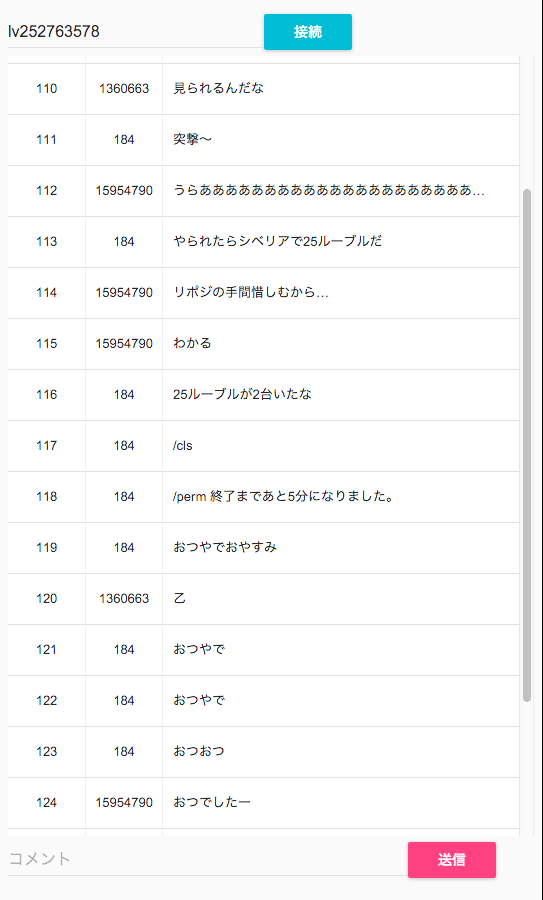 lv252763578 接続
110 1360663 見られるんだな
111 184 突撃～
112 15954790 うらあああああああああああああああああああああ…
113 184 やられたらシベリアで25ルーブルだ
114 15954790 リポジの手間惜しむから…
115 15954790 わかる
116 184 25ルーブルが2台いたな
117 184 /cls
118 184 /perm 終了まであと5分になりました。
119 184 おつやでおやすみ
120 1360663 乙
121 184 おつやで
122 184 おつやで
123 184 おつおつ
124 15954790 おつでしたー
コメント 送信